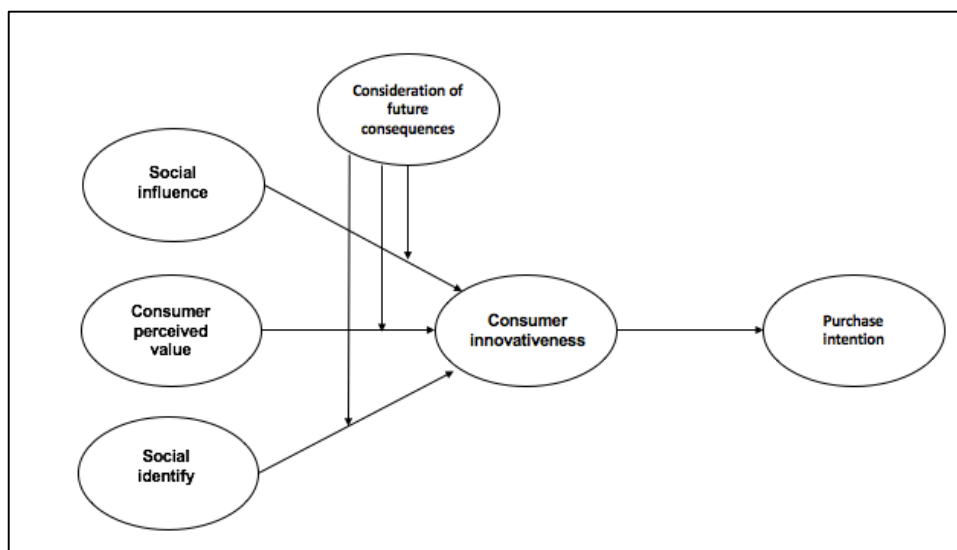 Consideration of
future
consequences
Social
influence
Consumer
perceived
value
Consumer
innovativeness
Purchase
intention
Social
identify